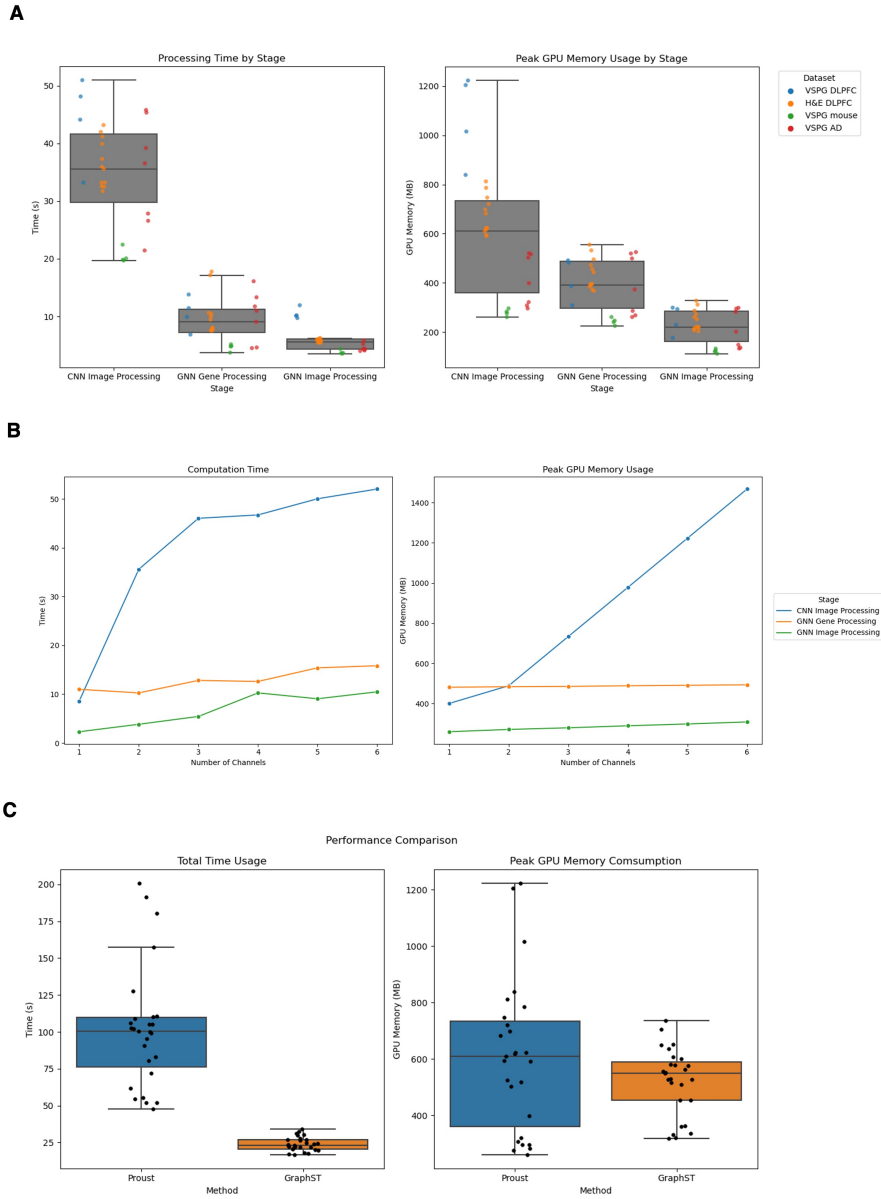 A
Processing Time by Stage
Peak GPU Memory Usage by Stage
Dataset
VSPG DLPFC
H&E DLPFC
VSPG mouse
VSPG AD
Time (s)
50
40
30
20
10
CNN Image Processing
GNN Gene Processing
GNN Image Processing
Stage
GPU Memory (MB)
1200
1000
800
600
400
200
CNN Image Processing
GNN Gene Processing
GNN Image Processing
Stage
B
Computation Time
Peak GPU Memory Usage
Time (s)
50
40
30
20
10
0
1 2 3 4 5 6
Number of Channels
GPU Memory (MB)
1400
1200
1000
800
600
400
1 2 3 4 5 6
Number of Channels
Stage
CNN Image Processing
GNN Gene Processing
GNN Image Processing
C
Performance Comparison
Total Time Usage
Peak GPU Memory Comsumption
Time (s)
200
175
150
125
100
75
50
25
Proust GraphST
Method
GPU Memory (MB)
1200
1000
800
600
400
Proust GraphST
Method